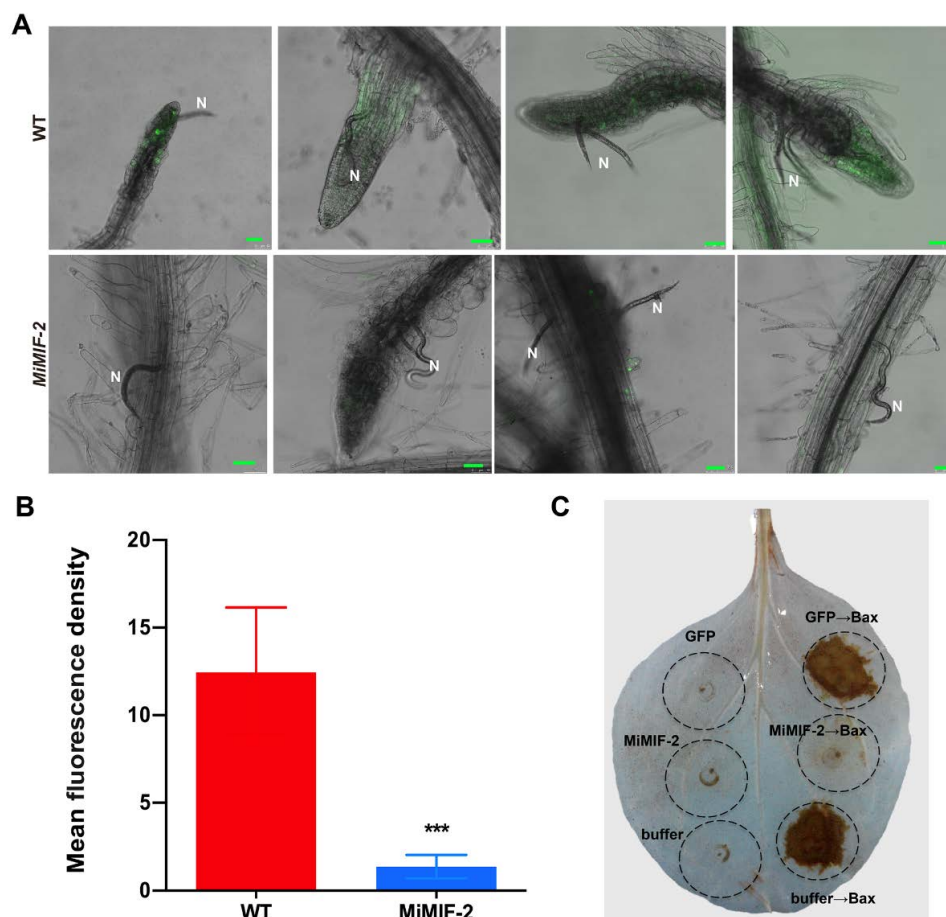 A
WT
N
N
N
N
MiMIF-2
N
N
N
N
N
B
Mean fluorescence density
20
15
10
5
0
***
WT
MiMIF-2
C
GFP
GFP→Bax
MiMIF-2
MiMIF-2→Bax
buffer
buffer→Bax